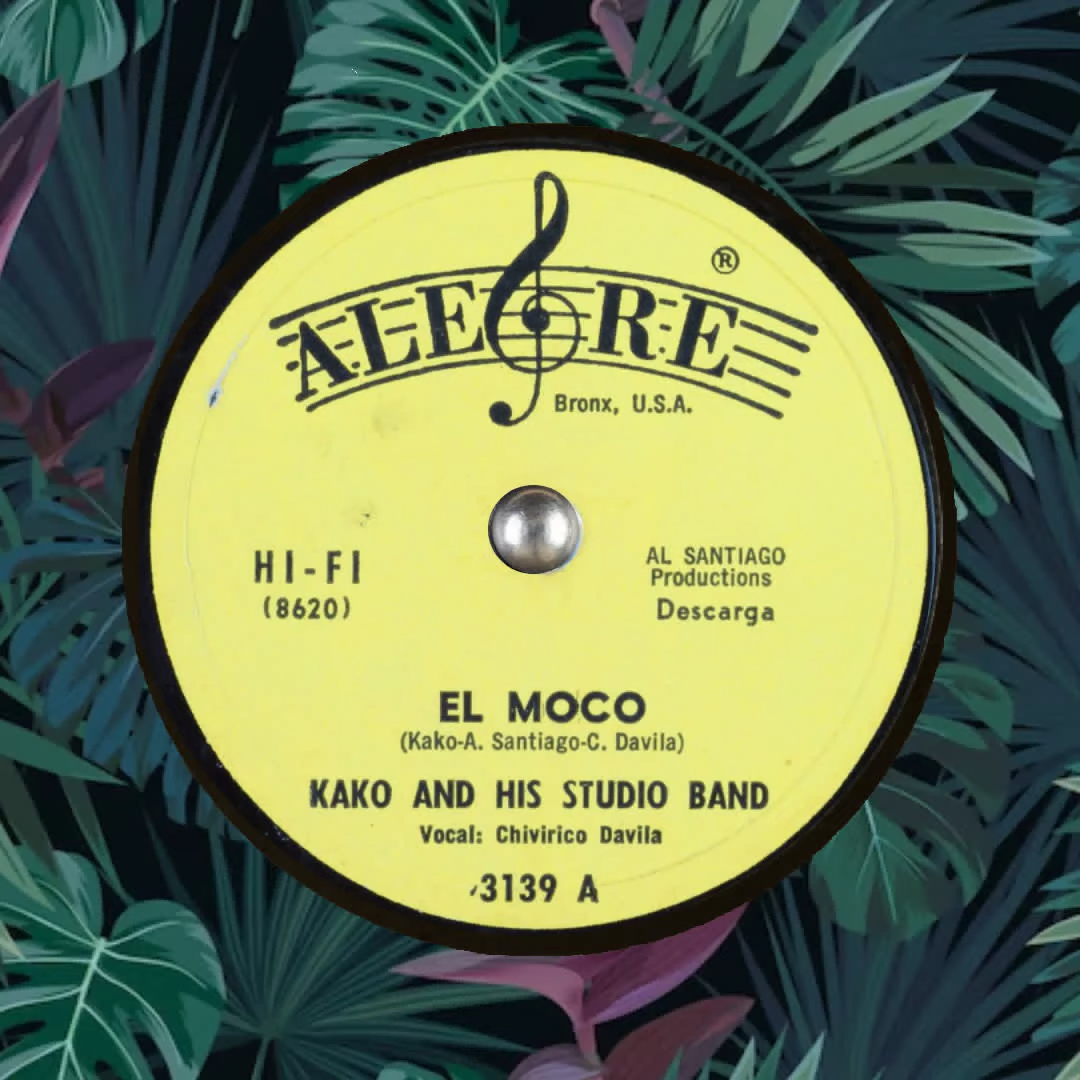 ALEGRE ®
Bronx, U.S.A.
HI-FI
(8620)
AL SANTIAGO
Productions
Descarga
EL MOCO
(Kako-A. Santiago-C. Davila)
KAKO AND HIS STUDIO BAND
Vocal: Chivirico Davila
3139 A